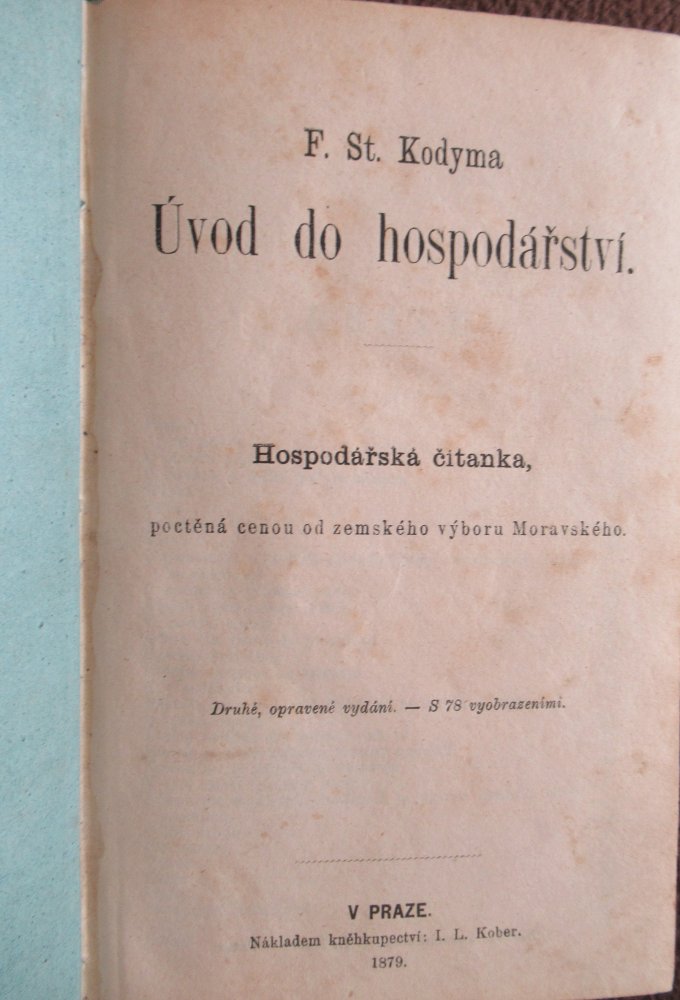 F. St. Kodyma
Úvod do hospodářství.
Hospodářská čítanka,
poctěná cenou od zemského výboru Moravského.
Druhé, opravené vydání. — S 78 vyobrazeními.
V PRAZE.
Nákladem kněhkupectví: I. L. Kober.
1879.